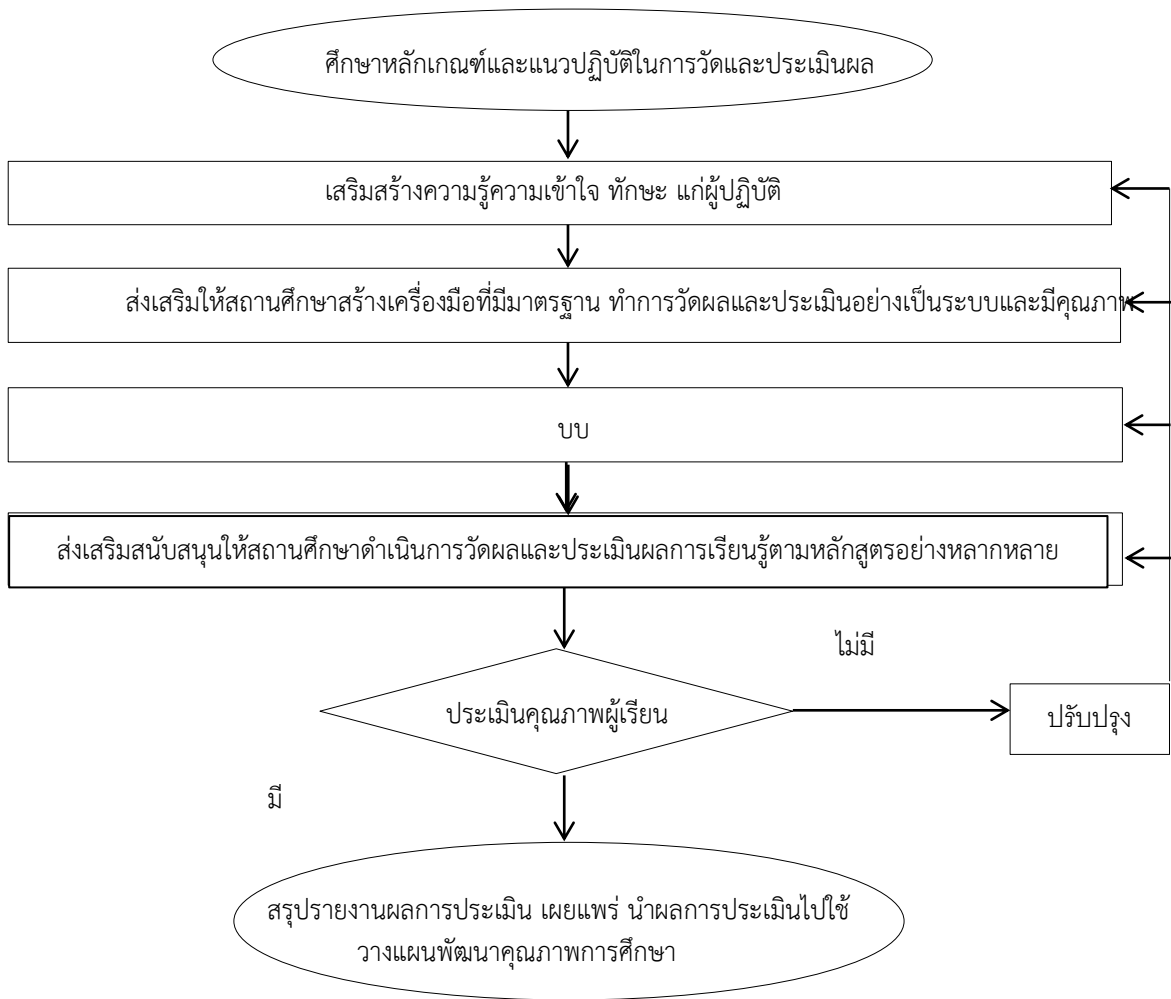 ศึกษาหลักเกณฑ์และแนวปฏิบัติในการวัดและประเมินผล
เสริมสร้างความรู้ความเข้าใจ ทักษะ แก่ผู้ปฏิบัติ
ส่งเสริมให้สถานศึกษาสร้างเครื่องมือที่มีมาตรฐาน ทำการวัดผลและประเมินอย่างเป็นระบบและมีคุณภาพ
บบ
ส่งเสริมสนับสนุนให้สถานศึกษาดำเนินการวัดผลและประเมินผลการเรียนรู้ตามหลักสูตรอย่างหลากหลาย
ไม่มี
ประเมินคุณภาพผู้เรียน
ปรับปรุง
มี
สรุปรายงานผลการประเมิน เผยแพร่ นำผลการประเมินไปใช้
วางแผนพัฒนาคุณภาพการศึกษา